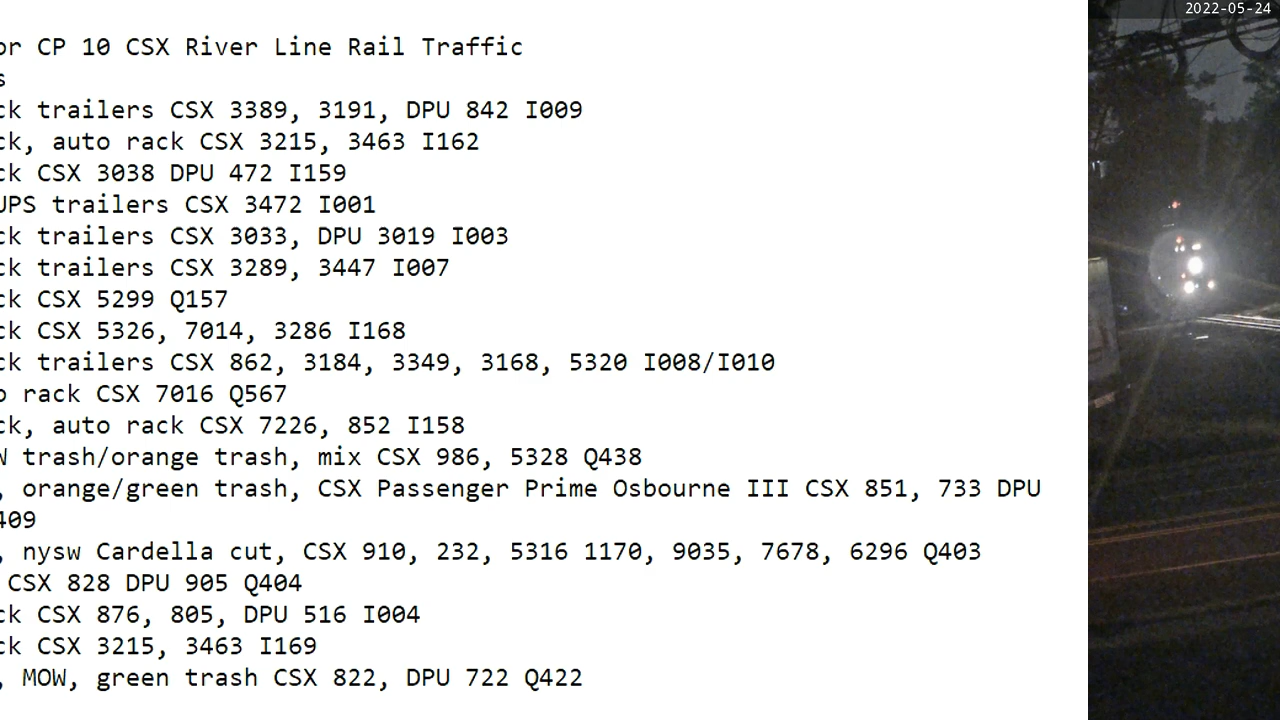 2022-05-24
or CP 10 CSX River Line Rail Traffic
s
ck trailers CSX 3389, 3191, DPU 842 I009
ck, auto rack CSX 3215, 3463 I162
ck CSX 3038 DPU 472 I159
UPS trailers CSX 3472 I001
ck trailers CSX 3033, DPU 3019 I003
ck trailers CSX 3289, 3447 I007
ck CSX 5299 Q157
ck CSX 5326, 7014, 3286 I168
ck trailers CSX 862, 3184, 3349, 3168, 5320 I008/I010
o rack CSX 7016 Q567
ck, auto rack CSX 7226, 852 I158
W trash/orange trash, mix CSX 986, 5328 Q438
, orange/green trash, CSX Passenger Prime Osbourne III CSX 851, 733 DPU
409
, nysw Cardella cut, CSX 910, 232, 5316 1170, 9035, 7678, 6296 Q403
CSX 828 DPU 905 Q404
ck CSX 876, 805, DPU 516 I004
ck CSX 3215, 3463 I169
, MOW, green trash CSX 822, DPU 722 Q422